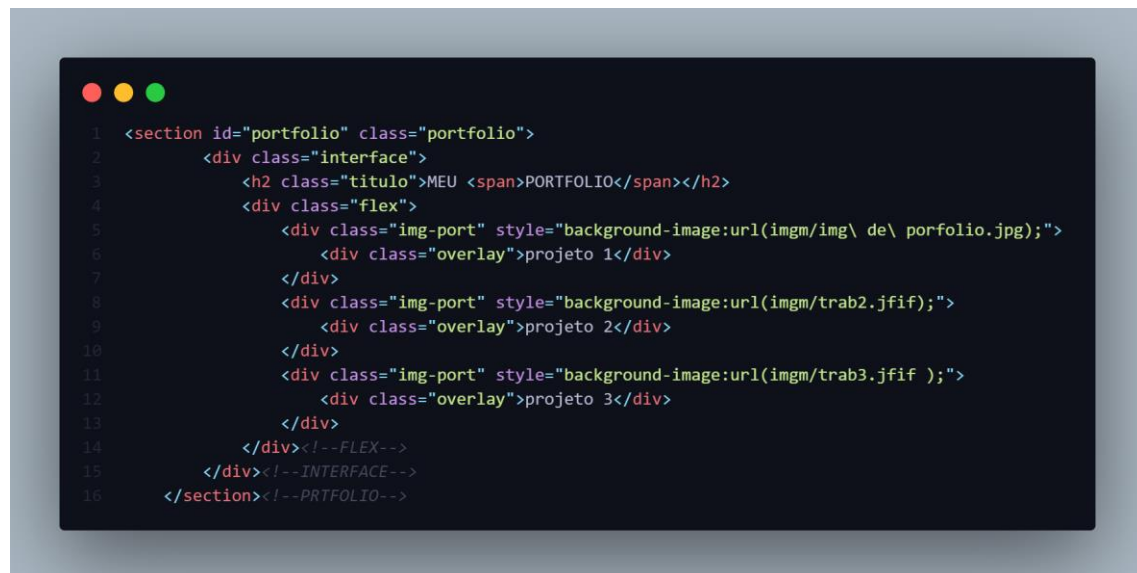 1 <section id="portfolio" class="portfolio">
2 <div class="interface">
3 <h2 class="titulo">MEU <span>PORTFOLIO</span></h2>
4 <div class="flex">
5 <div class="img-port" style="background-image:url(imgm/img\ de\ porfolio.jpg);">
6 <div class="overlay">projeto 1</div>
7 </div>
8 <div class="img-port" style="background-image:url(imgm/trab2.jfif);">
9 <div class="overlay">projeto 2</div>
10 </div>
11 <div class="img-port" style="background-image:url(imgm/trab3.jfif );">
12 <div class="overlay">projeto 3</div>
13 </div>
14 </div><!--FLEX-->
15 </div><!--INTERFACE-->
16 </section><!--PRTFOLIO-->